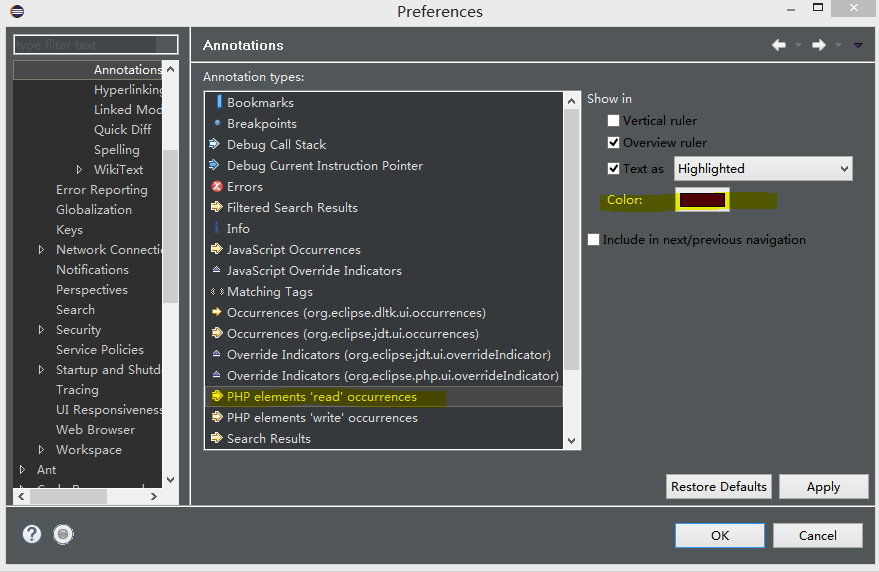 Preferences
type filter text
Annotations
Hyperlinking
Linked Mod
Quick Diff
Spelling
WikiText
Error Reporting
Globalization
Keys
Network Connectio
Notifications
Perspectives
Search
Security
Service Policies
Startup and Shutd
Tracing
UI Responsiveness
Web Browser
Workspace
Ant
Annotations
Annotation types:
Bookmarks
Breakpoints
Debug Call Stack
Debug Current Instruction Pointer
Errors
Filtered Search Results
Info
JavaScript Occurrences
JavaScript Override Indicators
Matching Tags
Occurrences (org.eclipse.dltk.ui.occurrences)
Occurrences (org.eclipse.jdt.ui.occurrences)
Override Indicators (org.eclipse.jdt.ui.overrideIndicator)
Override Indicators (org.eclipse.php.ui.overrideIndicator)
PHP elements 'read' occurrences
PHP elements 'write' occurrences
Search Results
Show in
Vertical ruler
Overview ruler
Text as Highlighted
Color:
Include in next/previous navigation
Restore Defaults Apply
OK Cancel